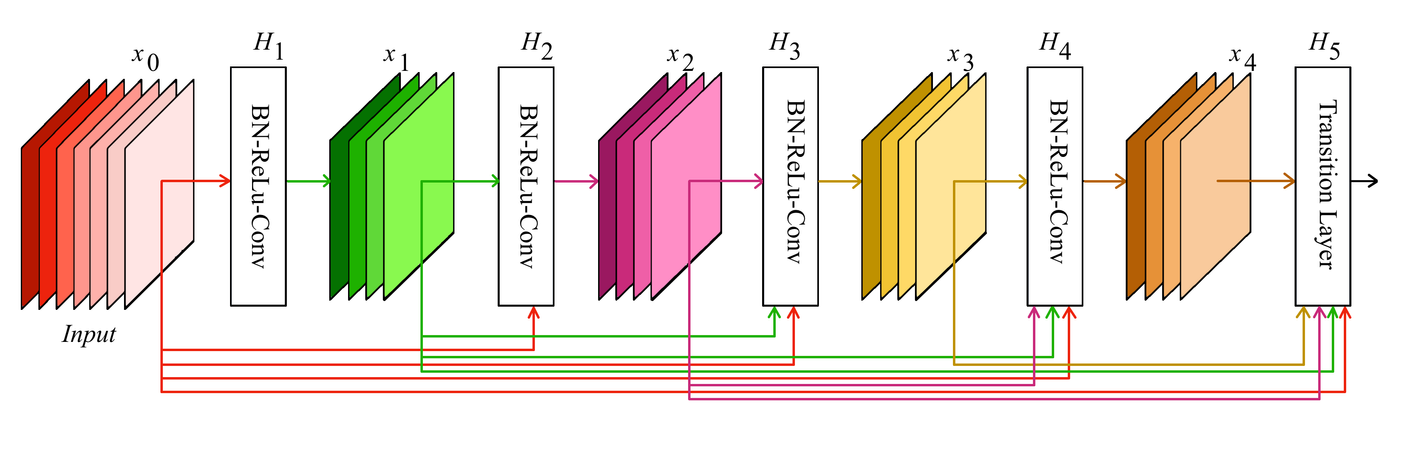 x0
H1
x1
H2
x2
H3
x3
H4
x4
H5
BN-ReLu-Conv
BN-ReLu-Conv
BN-ReLu-Conv
BN-ReLu-Conv
Transition Layer
Input